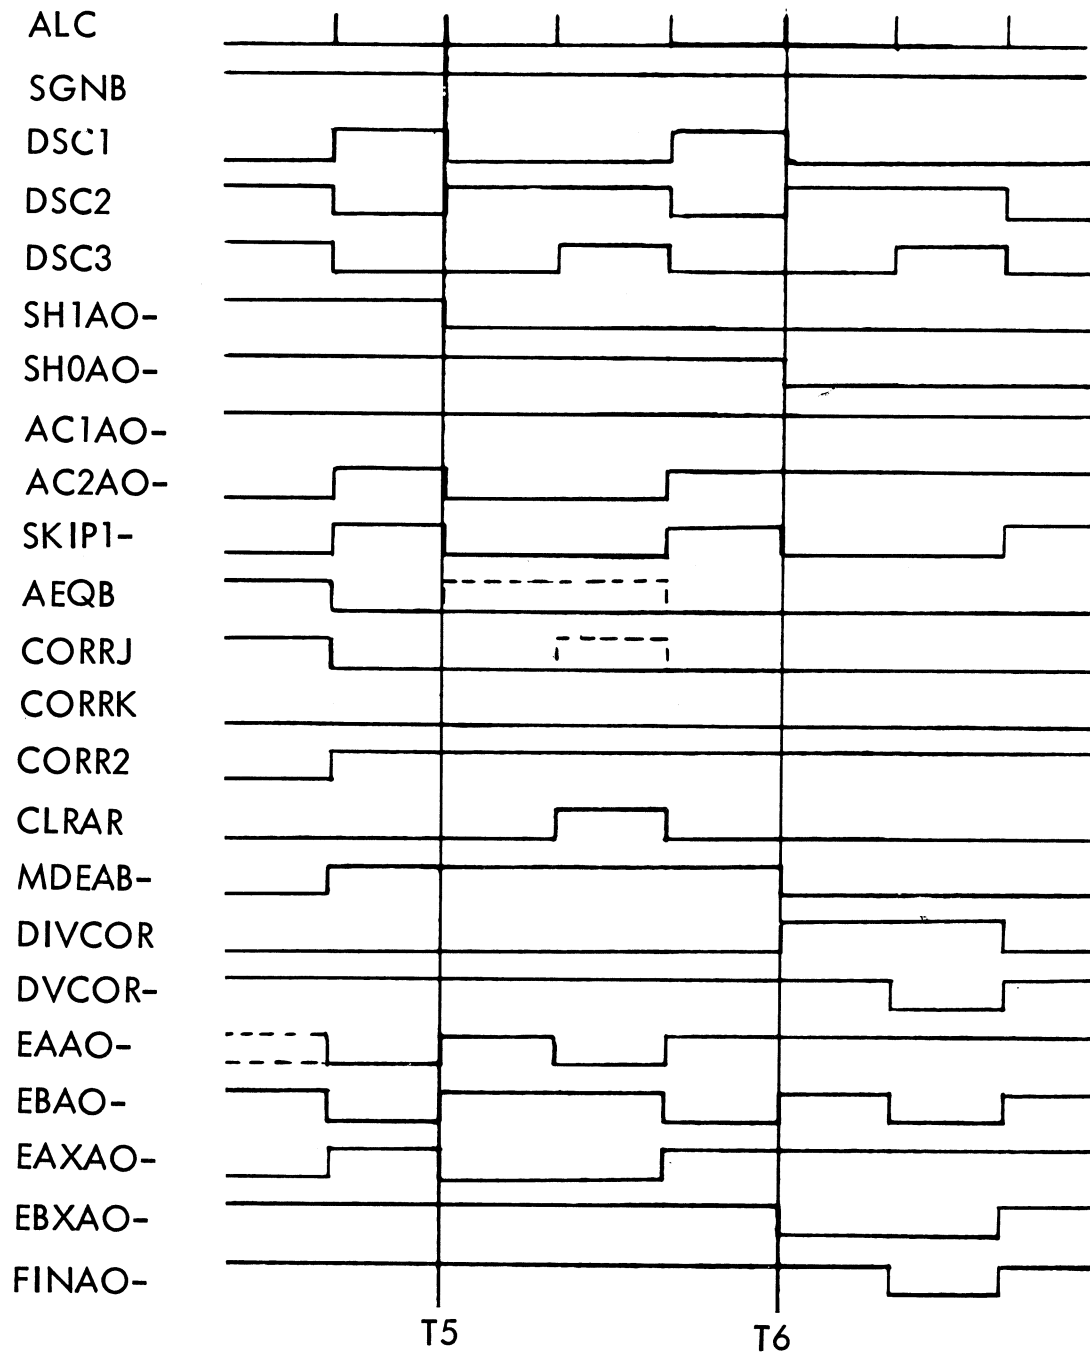 ALC
SGNB
DSC1
DSC2
DSC3
SH1AO-
SH0AO-
AC1AO-
AC2AO-
SKIP1-
AEQB
CORRJ
CORRK
CORR2
CLRAR
MDEAB-
DIVCOR
DVCOR-
EAAO-
EBAO-
EAXAO-
EBXAO-
FINAO-
T5 T6